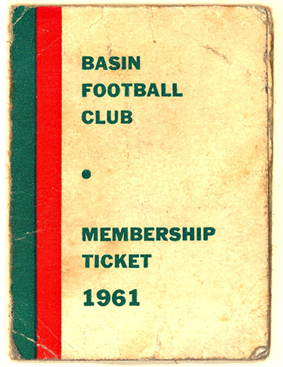 BASIN
FOOTBALL
CLUB
•
MEMBERSHIP
TICKET
1961